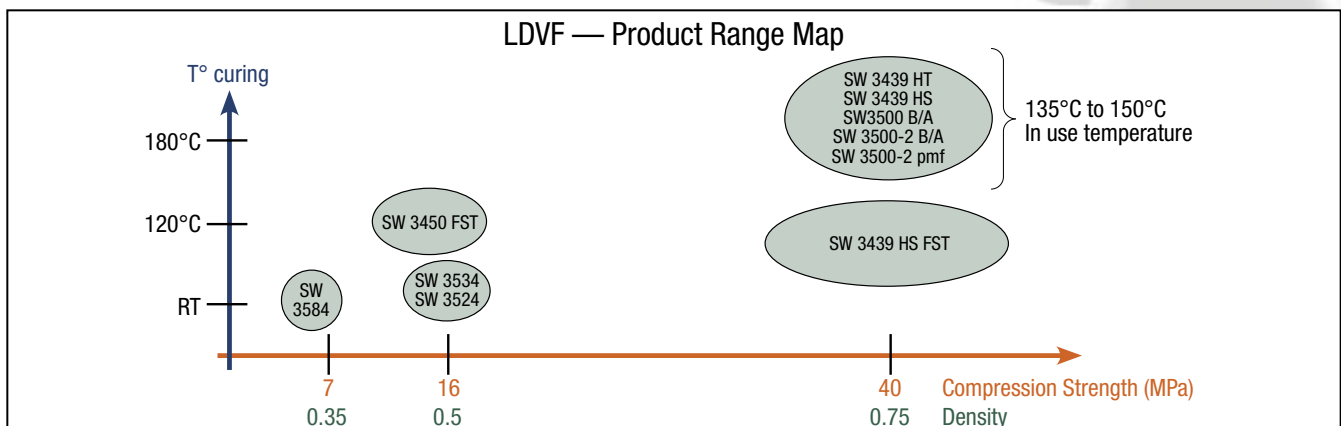 LDVF — Product Range Map
T° curing
180°C
120°C
RT
SW 3439 HT
SW 3439 HS
SW3500 B/A
SW 3500-2 B/A
SW 3500-2 pmf
135°C to 150°C
In use temperature
SW 3450 FST
SW 3439 HS FST
SW
3584
SW 3534
SW 3524
7
16
40
Compression Strength (MPa)
0.35
0.5
0.75
Density